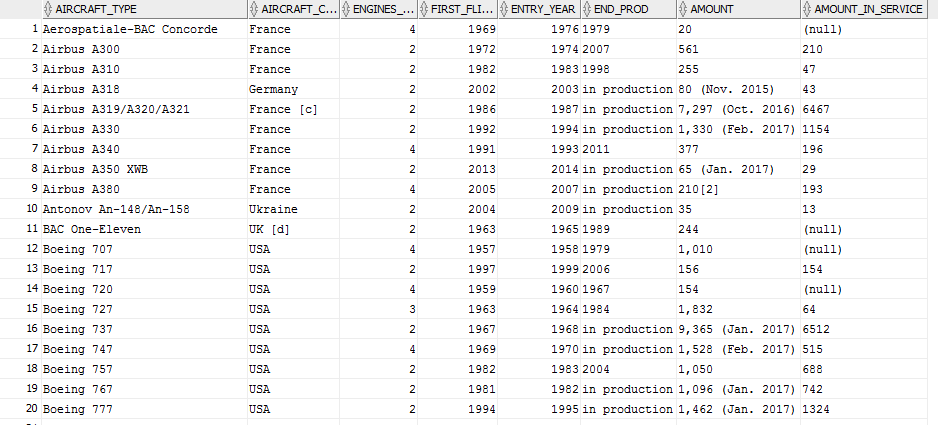 AIRCRAFT_TYPE AIRCRAFT_C... ENGINES_... FIRST_FLI... ENTRY_YEAR END_PROD AMOUNT AMOUNT_IN_SERVICE
1 Aerospatiale-BAC Concorde France 4 1969 1976 1979 20 (null)
2 Airbus A300 France 2 1972 1974 2007 561 210
3 Airbus A310 France 2 1982 1983 1998 255 47
4 Airbus A318 Germany 2 2002 2003 in production 80 (Nov. 2015) 43
5 Airbus A319/A320/A321 France [c] 2 1986 1987 in production 7,297 (Oct. 2016) 6467
6 Airbus A330 France 2 1992 1994 in production 1,330 (Feb. 2017) 1154
7 Airbus A340 France 4 1991 1993 2011 377 196
8 Airbus A350 XWB France 2 2013 2014 in production 65 (Jan. 2017) 29
9 Airbus A380 France 4 2005 2007 in production 210[2] 193
10 Antonov An-148/An-158 Ukraine 2 2004 2009 in production 35 13
11 BAC One-Eleven UK [d] 2 1963 1965 1989 244 (null)
12 Boeing 707 USA 4 1957 1958 1979 1,010 (null)
13 Boeing 717 USA 2 1997 1999 2006 156 154
14 Boeing 720 USA 4 1959 1960 1967 154 (null)
15 Boeing 727 USA 3 1963 1964 1984 1,832 64
16 Boeing 737 USA 2 1967 1968 in production 9,365 (Jan. 2017) 6512
17 Boeing 747 USA 4 1969 1970 in production 1,528 (Feb. 2017) 515
18 Boeing 757 USA 2 1982 1983 2004 1,050 688
19 Boeing 767 USA 2 1981 1982 in production 1,096 (Jan. 2017) 742
20 Boeing 777 USA 2 1994 1995 in production 1,462 (Jan. 2017) 1324